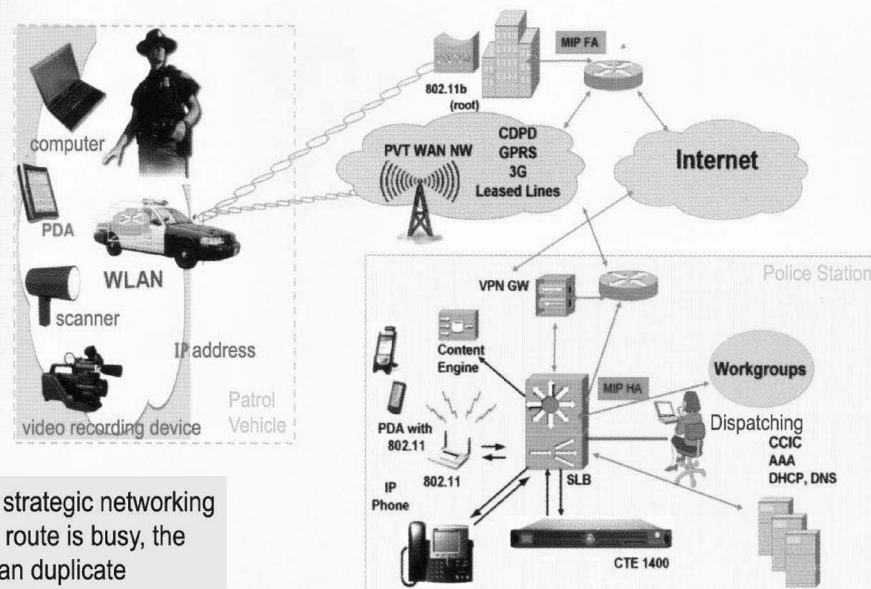 computer
PDA
WLAN
scanner
IP address
video recording device
Patrol
Vehicle
802.11b
(root)
MIP FA
PVT WAN NW
CDPD
GPRS
3G
Leased Lines
Internet
Police Station
VPN GW
Content
Engine
PDA with
802.11
802.11
IP
Phone
MIP HA
SLB
CTE 1400
Workgroups
Dispatching
CCIC
AAA
DHCP, DNS
strategic networking
route is busy, the
an duplicate